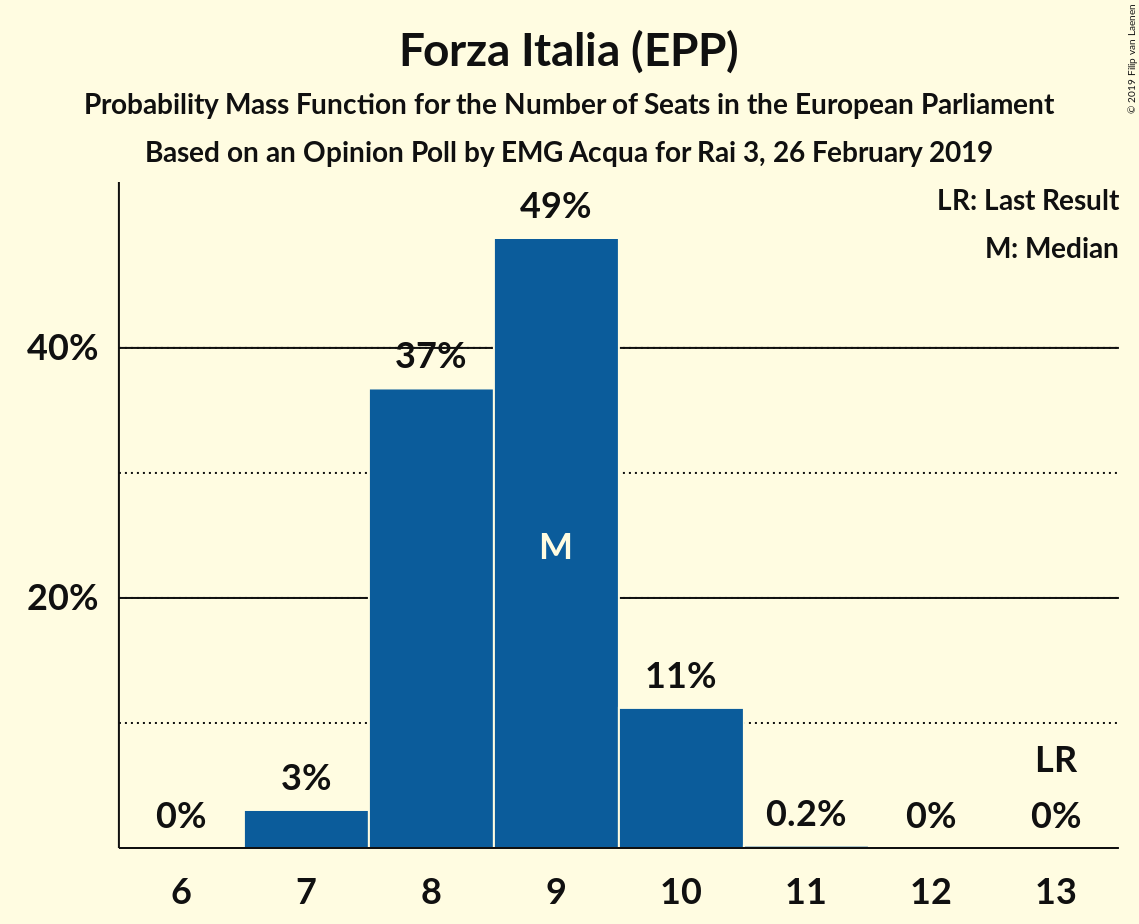 Forza Italia (EPP)
Probability Mass Function for the Number of Seats in the European Parliament
Based on an Opinion Poll by EMG Acqua for Rai 3, 26 February 2019
© 2019 Filip van Laenen
LR: Last Result
M: Median
49%
40%
37%
M
20%
11%
LR
3%
0%
0.2%
0%
0%
6 7 8 9 10 11 12 13